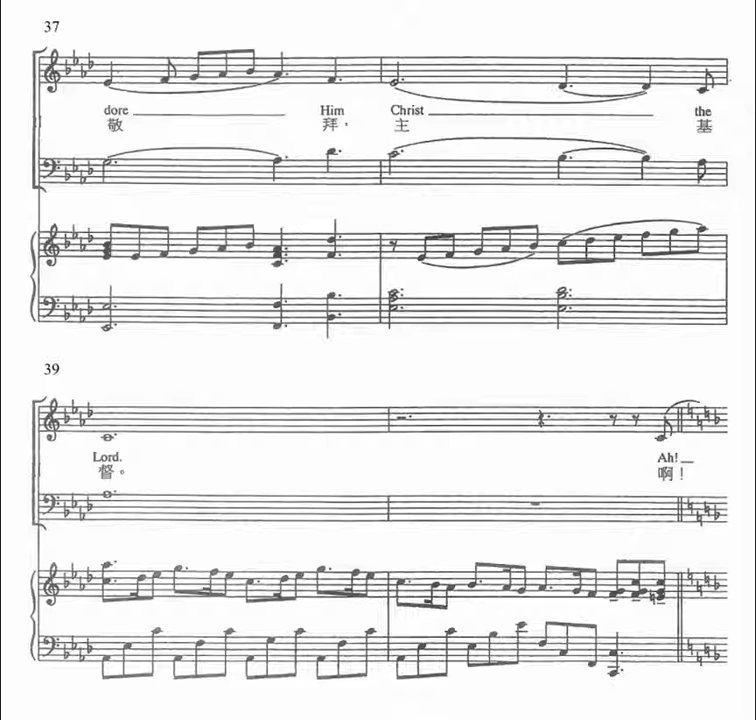 37
dore Him Christ the
敬 拜, 主 基
39
Lord. Ah!
督。 啊!